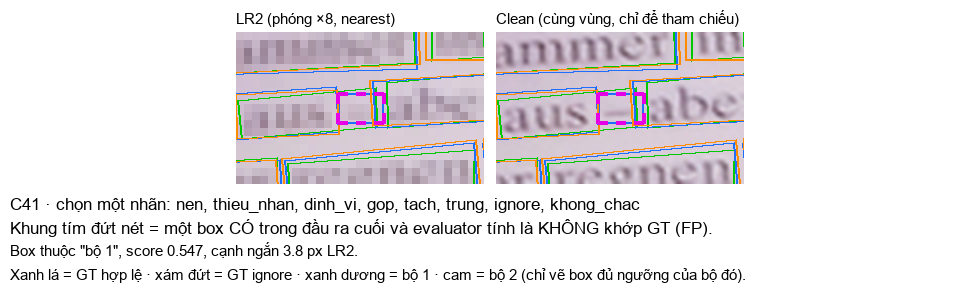 LR2 (phóng ×8, nearest)
Clean (cùng vùng, chỉ để tham chiếu)
ammer
aus — abe
regnen
C41 · chọn một nhãn: nen, thieu_nhan, dinh_vi, gop, tach, trung, ignore, khong_chac
Khung tím đứt nét = một box CÓ trong đầu ra cuối và evaluator tính là KHÔNG khớp GT (FP).
Box thuộc "bộ 1", score 0.547, cạnh ngắn 3.8 px LR2.
Xanh lá = GT hợp lệ · xám đứt = GT ignore · xanh dương = bộ 1 · cam = bộ 2 (chỉ vẽ box đủ ngưỡng của bộ đó).